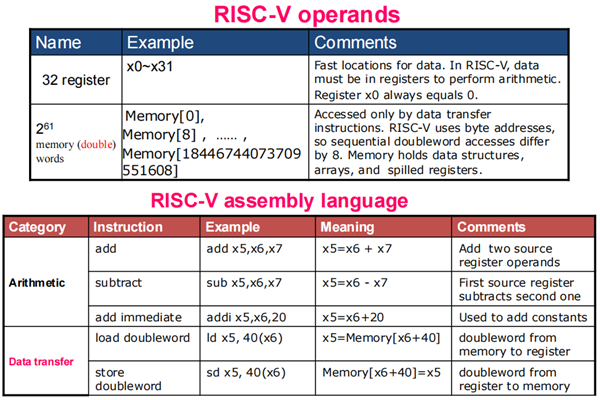 RISC-V operands
Name Example Comments
32 register x0~x31 Fast locations for data. In RISC-V, data
must be in registers to perform arithmetic.
Register x0 always equals 0.
2^61
memory (double)
words
Memory[0],
Memory[8] , …… ,
Memory[18446744073709
551608]
Accessed only by data transfer
instructions. RISC-V uses byte addresses,
so sequential doubleword accesses differ
by 8. Memory holds data structures,
arrays, and spilled registers.
RISC-V assembly language
Category Instruction Example Meaning Comments
Arithmetic
add add x5,x6,x7 x5=x6 + x7 Add two source
register operands
subtract sub x5,x6,x7 x5=x6 - x7 First source register
subtracts second one
add immediate addi x5,x6,20 x5=x6+20 Used to add constants
Data transfer
load doubleword ld x5, 40(x6) x5=Memory[x6+40] doubleword from
memory to register
store
doubleword
sd x5, 40(x6) Memory[x6+40]=x5 doubleword from
register to memory